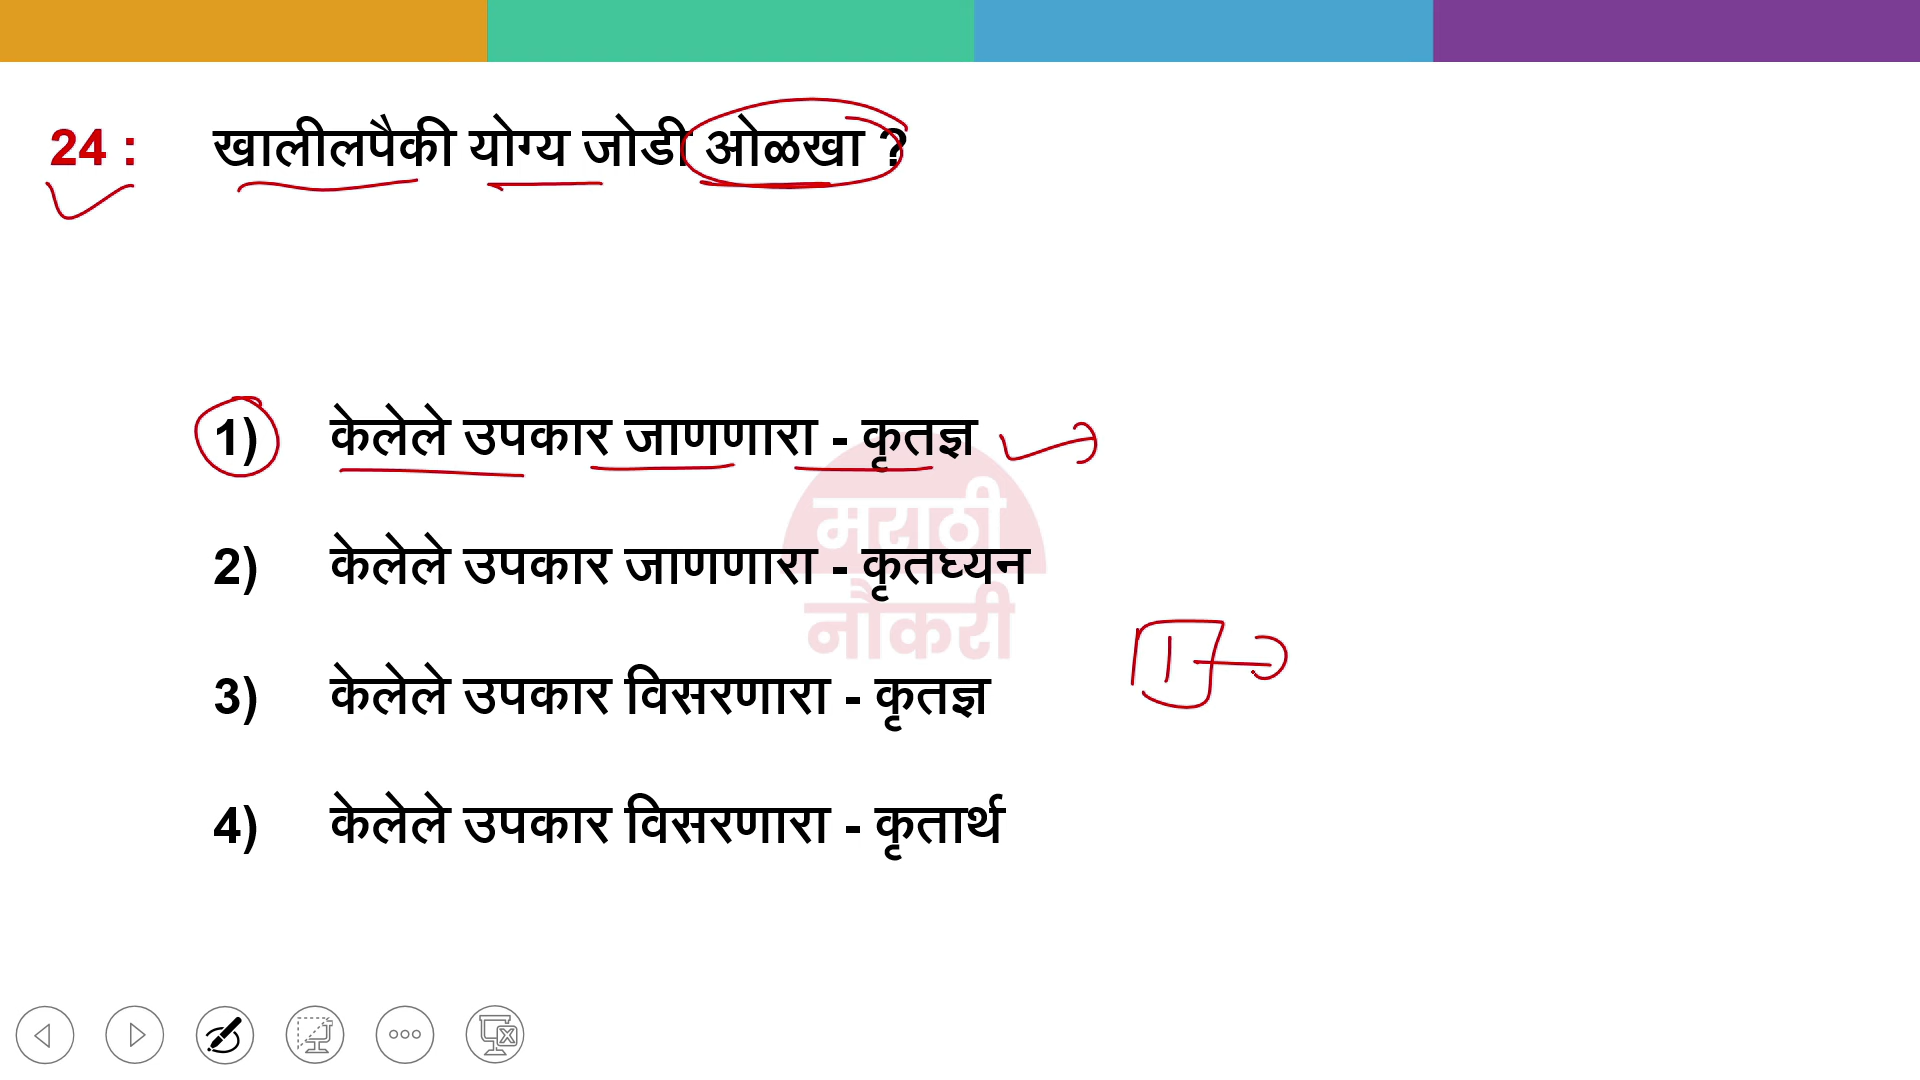 24 : खालीलपैकी योग्य जोडी ओळखा ?
1) केलेले उपकार जाणणारा - कृतज्ञ
मराठी
2) केलेले उपकार जाणणारा - कृतघ्यन
नौकरी
1
3) केलेले उपकार विसरणारा - कृतज्ञ
4) केलेले उपकार विसरणारा - कृतार्थ